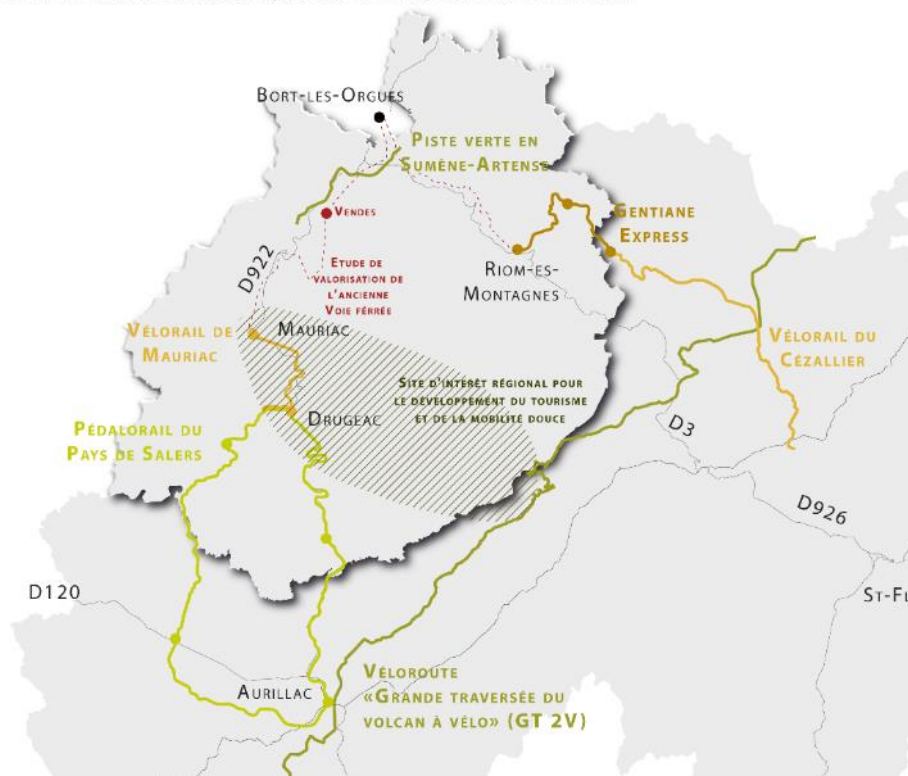 Bort-les-Orgues
Piste verte en
Sumène-Artense
Vendes
Gentiane
Express
D922
Etude de
valorisation de
l'ancienne
Voie férrée
Riom-es-
Montagnes
Vélorail de
Mauriac
Mauriac
Vélorail du
Cézallier
Site d'intérêt régional pour
le développement du tourisme
et de la mobilité douce
Drugeac
D3
Pédalorail du
Pays de Salers
D926
D120
St-Fl
Aurillac
Véloroute
«Grande traversée du
volcan à vélo» (GT 2V)